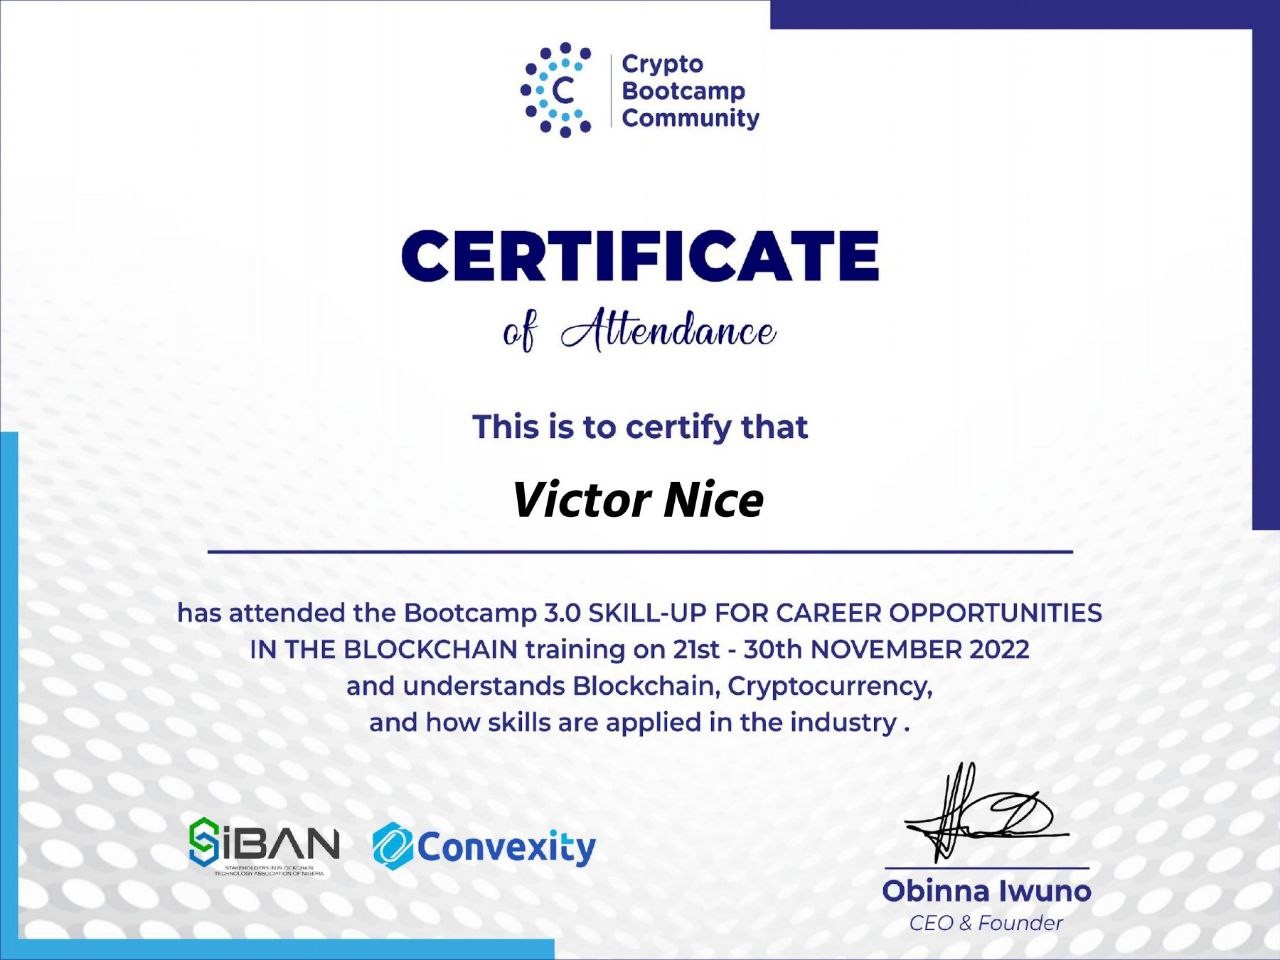 C
Crypto
Bootcamp
Community
CERTIFICATE
of Attendance
This is to certify that
Victor Nice
has attended the Bootcamp 3.0 SKILL-UP FOR CAREER OPPORTUNITIES
IN THE BLOCKCHAIN training on 21st - 30th NOVEMBER 2022
and understands Blockchain, Cryptocurrency,
and how skills are applied in the industry .
SiBAN
STAKEHOLDERS IN BLOCKCHAIN
TECHNOLOGY ASSOCIATION OF NIGERIA
Convexity
Obinna Iwuno
CEO & Founder